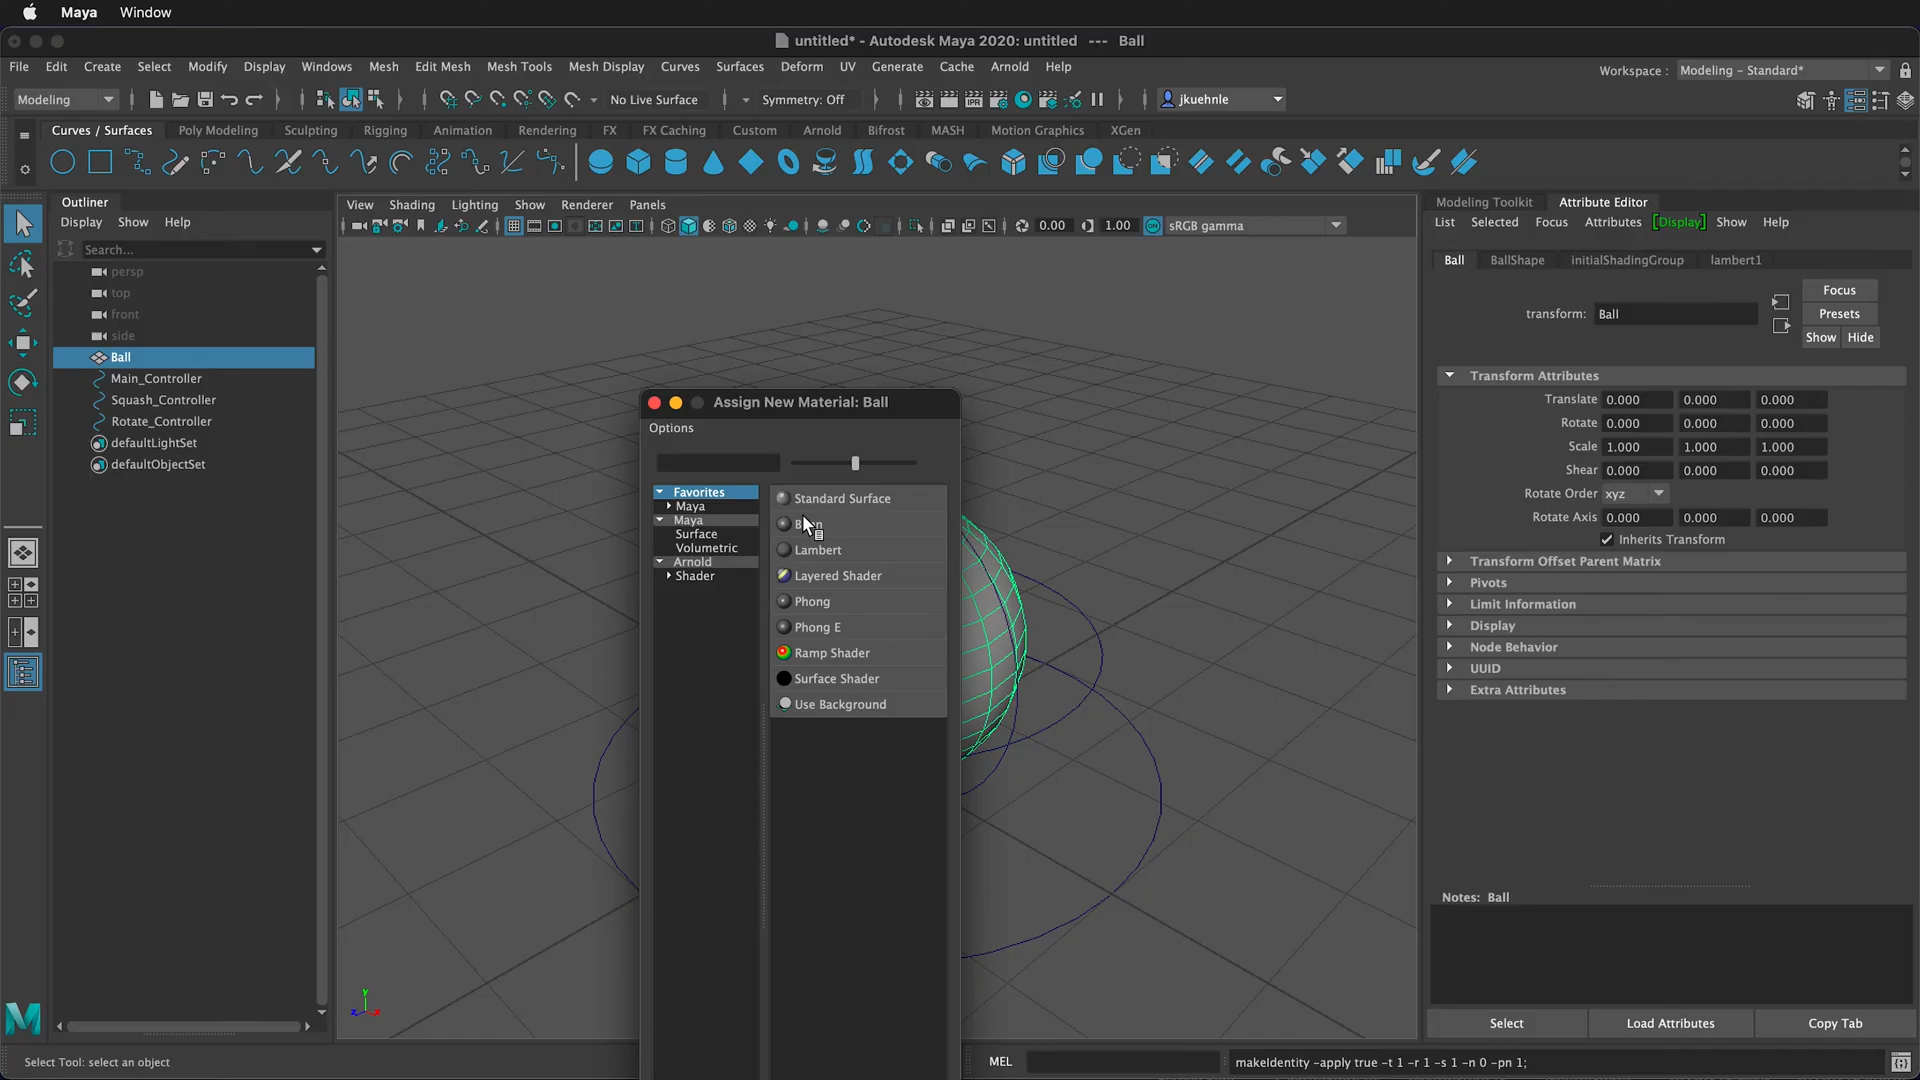 Maya Window
untitled* - Autodesk Maya 2020: untitled --- Ball
File Edit Create Select Modify Display Windows Mesh Edit Mesh Mesh Tools Mesh Display Curves Surfaces Deform UV Generate Cache Arnold Help
Workspace : Modeling - Standard*
Modeling No Live Surface Symmetry: Off jkuehnle
Curves / Surfaces Poly Modeling Sculpting Rigging Animation Rendering FX FX Caching Custom Arnold Bifrost MASH Motion Graphics XGen
Outliner
Display Show Help
Search...
persp
top
front
side
Ball
Main_Controller
Squash_Controller
Rotate_Controller
defaultLightSet
defaultObjectSet
View Shading Lighting Show Renderer Panels
0.00 1.00 ON sRGB gamma
Assign New Material: Ball
Options
Favorites
Maya
Maya
Surface
Volumetric
Arnold
Shader
Standard Surface
Lambert
Layered Shader
Phong
Phong E
Ramp Shader
Surface Shader
Use Background
Modeling Toolkit Attribute Editor
List Selected Focus Attributes [Display] Show Help
Ball BallShape initialShadingGroup lambert1
transform: Ball
Focus
Presets
Show Hide
Transform Attributes
Translate 0.000 0.000 0.000
Rotate 0.000 0.000 0.000
Scale 1.000 1.000 1.000
Shear 0.000 0.000 0.000
Rotate Order xyz
Rotate Axis 0.000 0.000 0.000
Inherits Transform
Transform Offset Parent Matrix
Pivots
Limit Information
Display
Node Behavior
UUID
Extra Attributes
Notes: Ball
Select Load Attributes Copy Tab
y
z x
M
Select Tool: select an object
MEL
makeIdentity -apply true -t 1 -r 1 -s 1 -n 0 -pn 1;